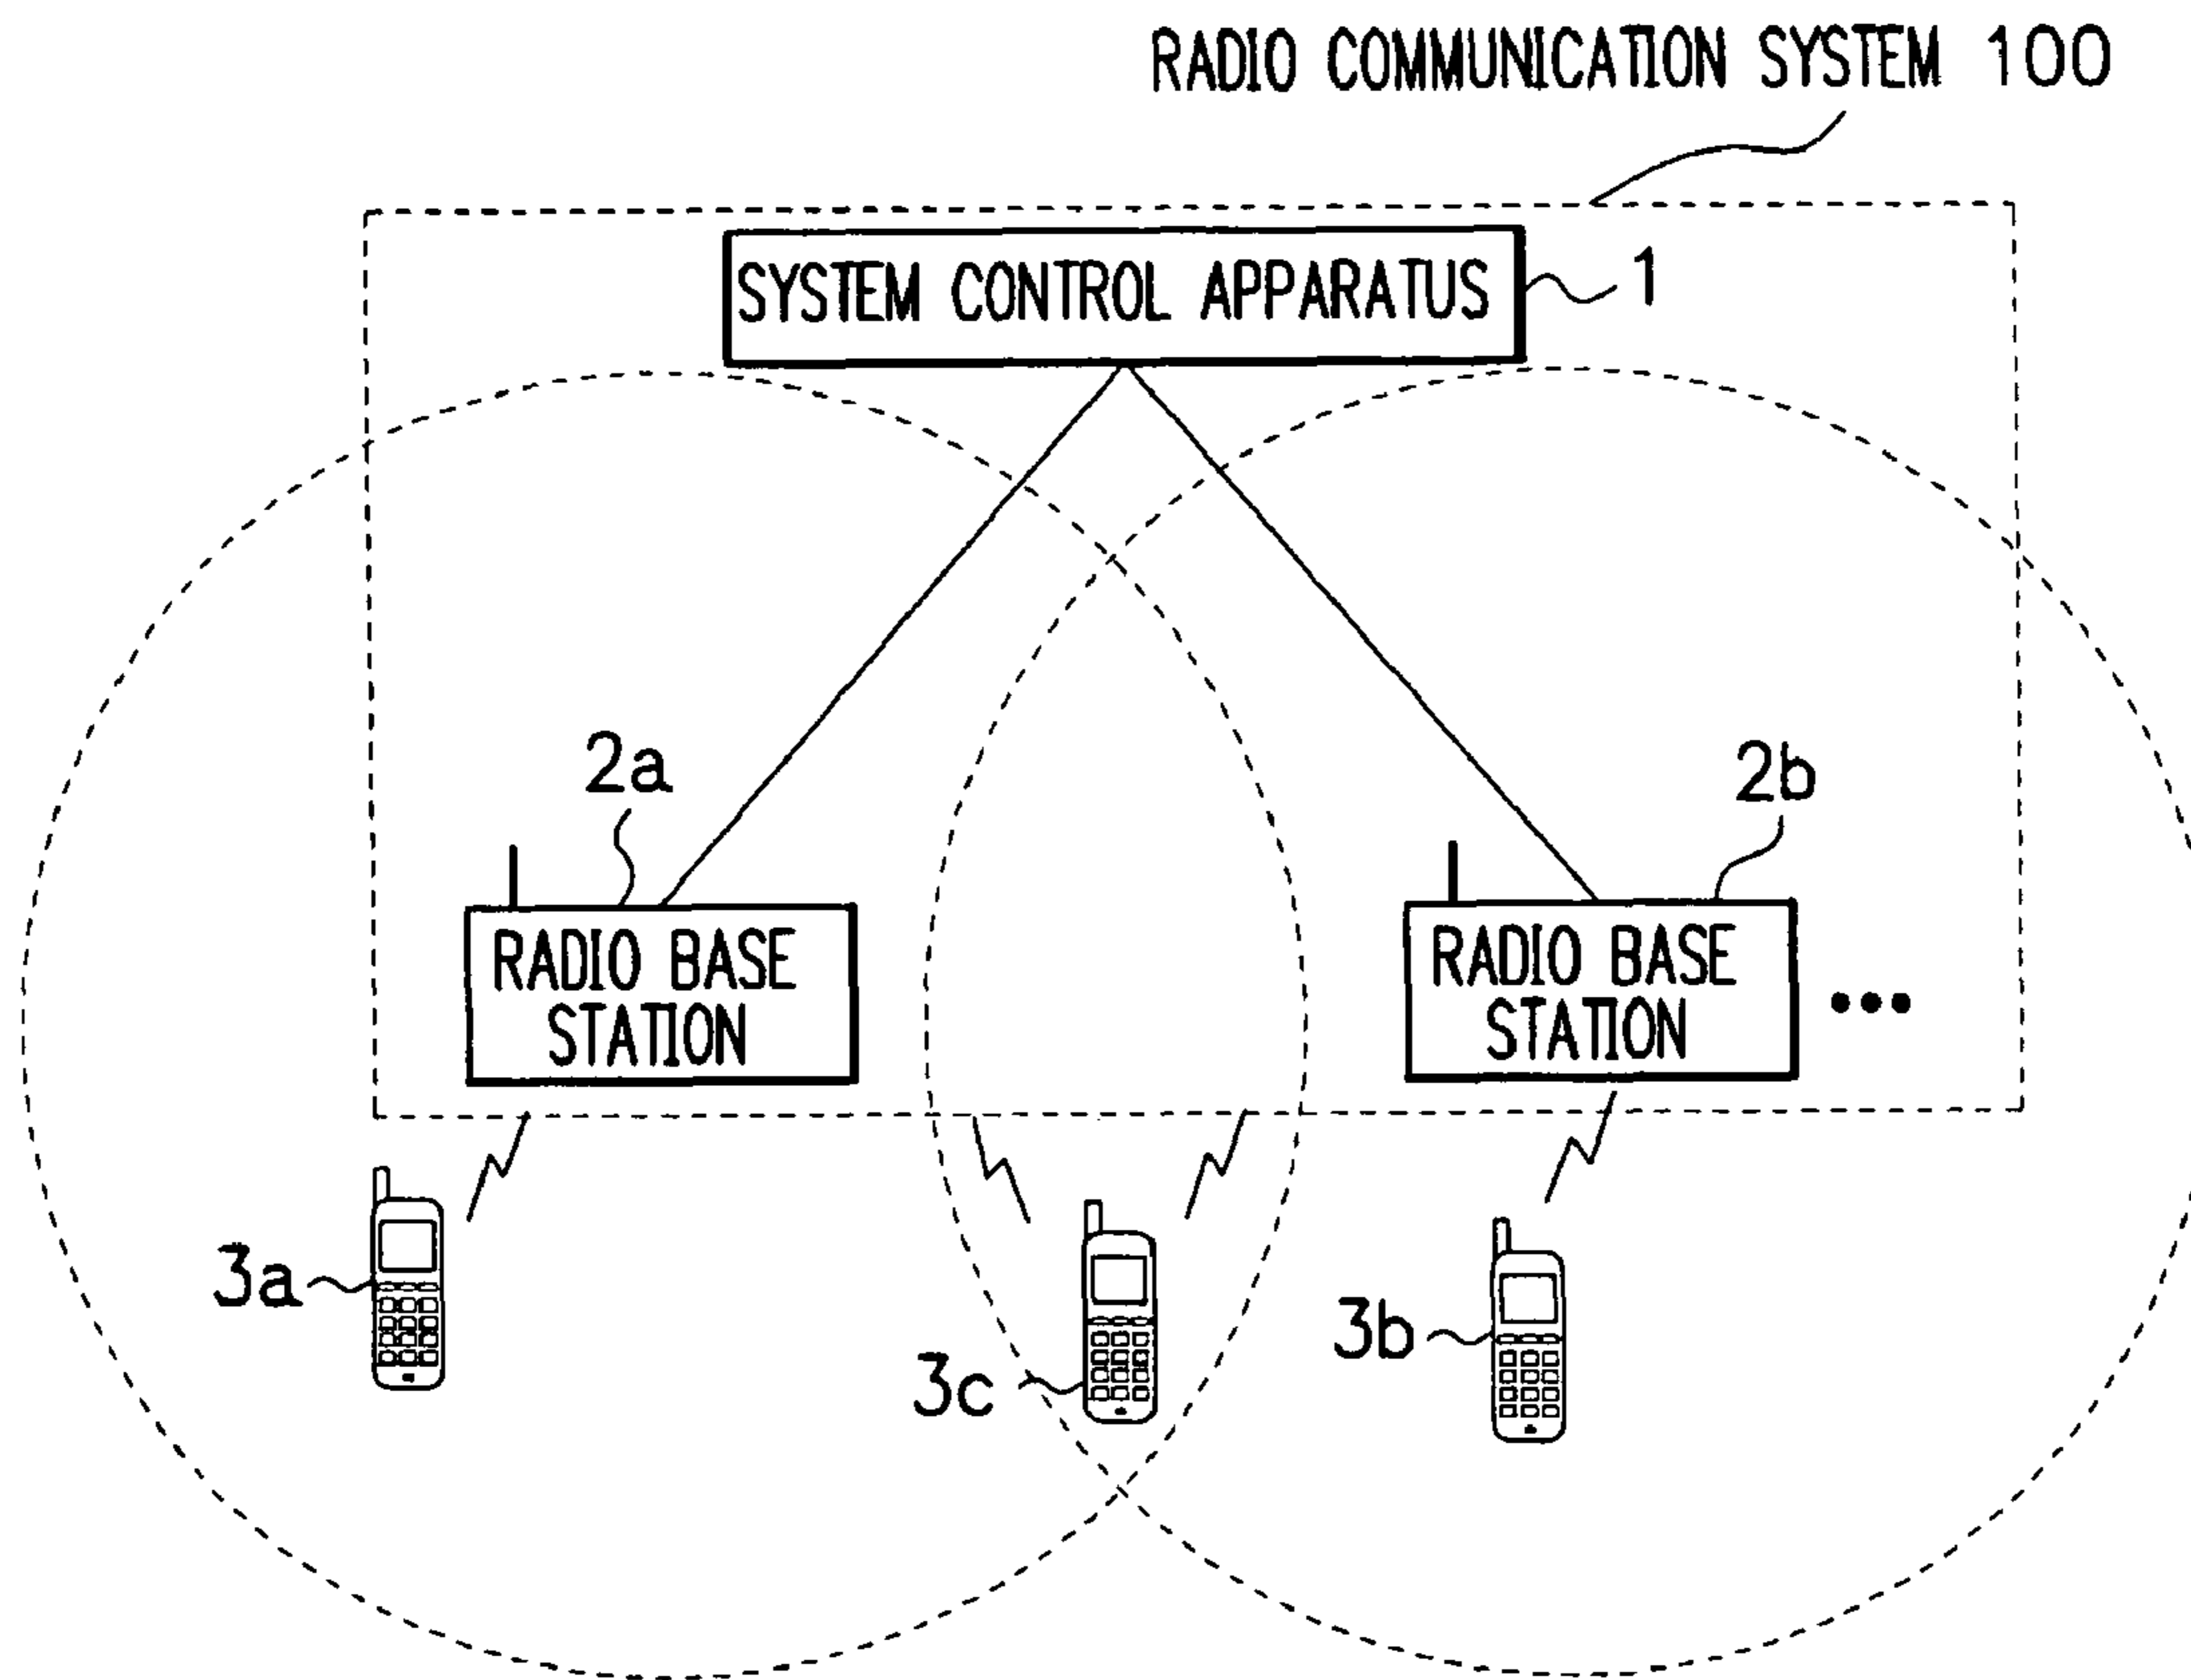 RADIO COMMUNICATION SYSTEM 100
SYSTEM CONTROL APPARATUS
1
2a
2b
RADIO BASE
STATION
RADIO BASE
STATION
3a
3c
3b